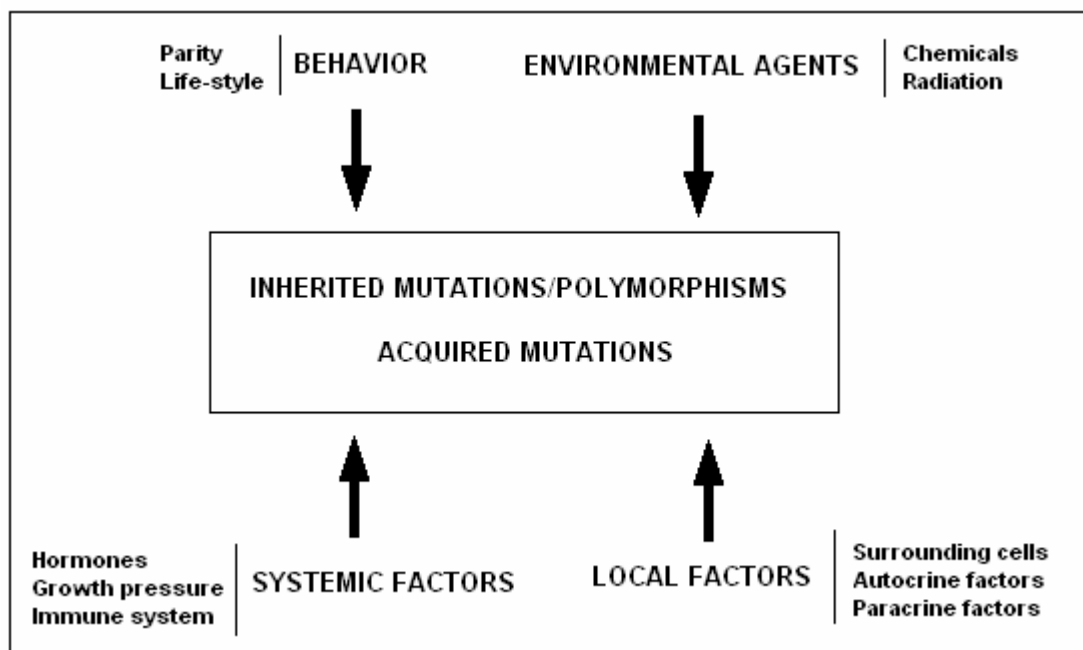 Parity
Life-style
BEHAVIOR
ENVIRONMENTAL AGENTS
Chemicals
Radiation
INHERITED MUTATIONS/POLYMORPHISMS
ACQUIRED MUTATIONS
Hormones
Growth pressure
Immune system
SYSTEMIC FACTORS
LOCAL FACTORS
Surrounding cells
Autocrine factors
Paracrine factors